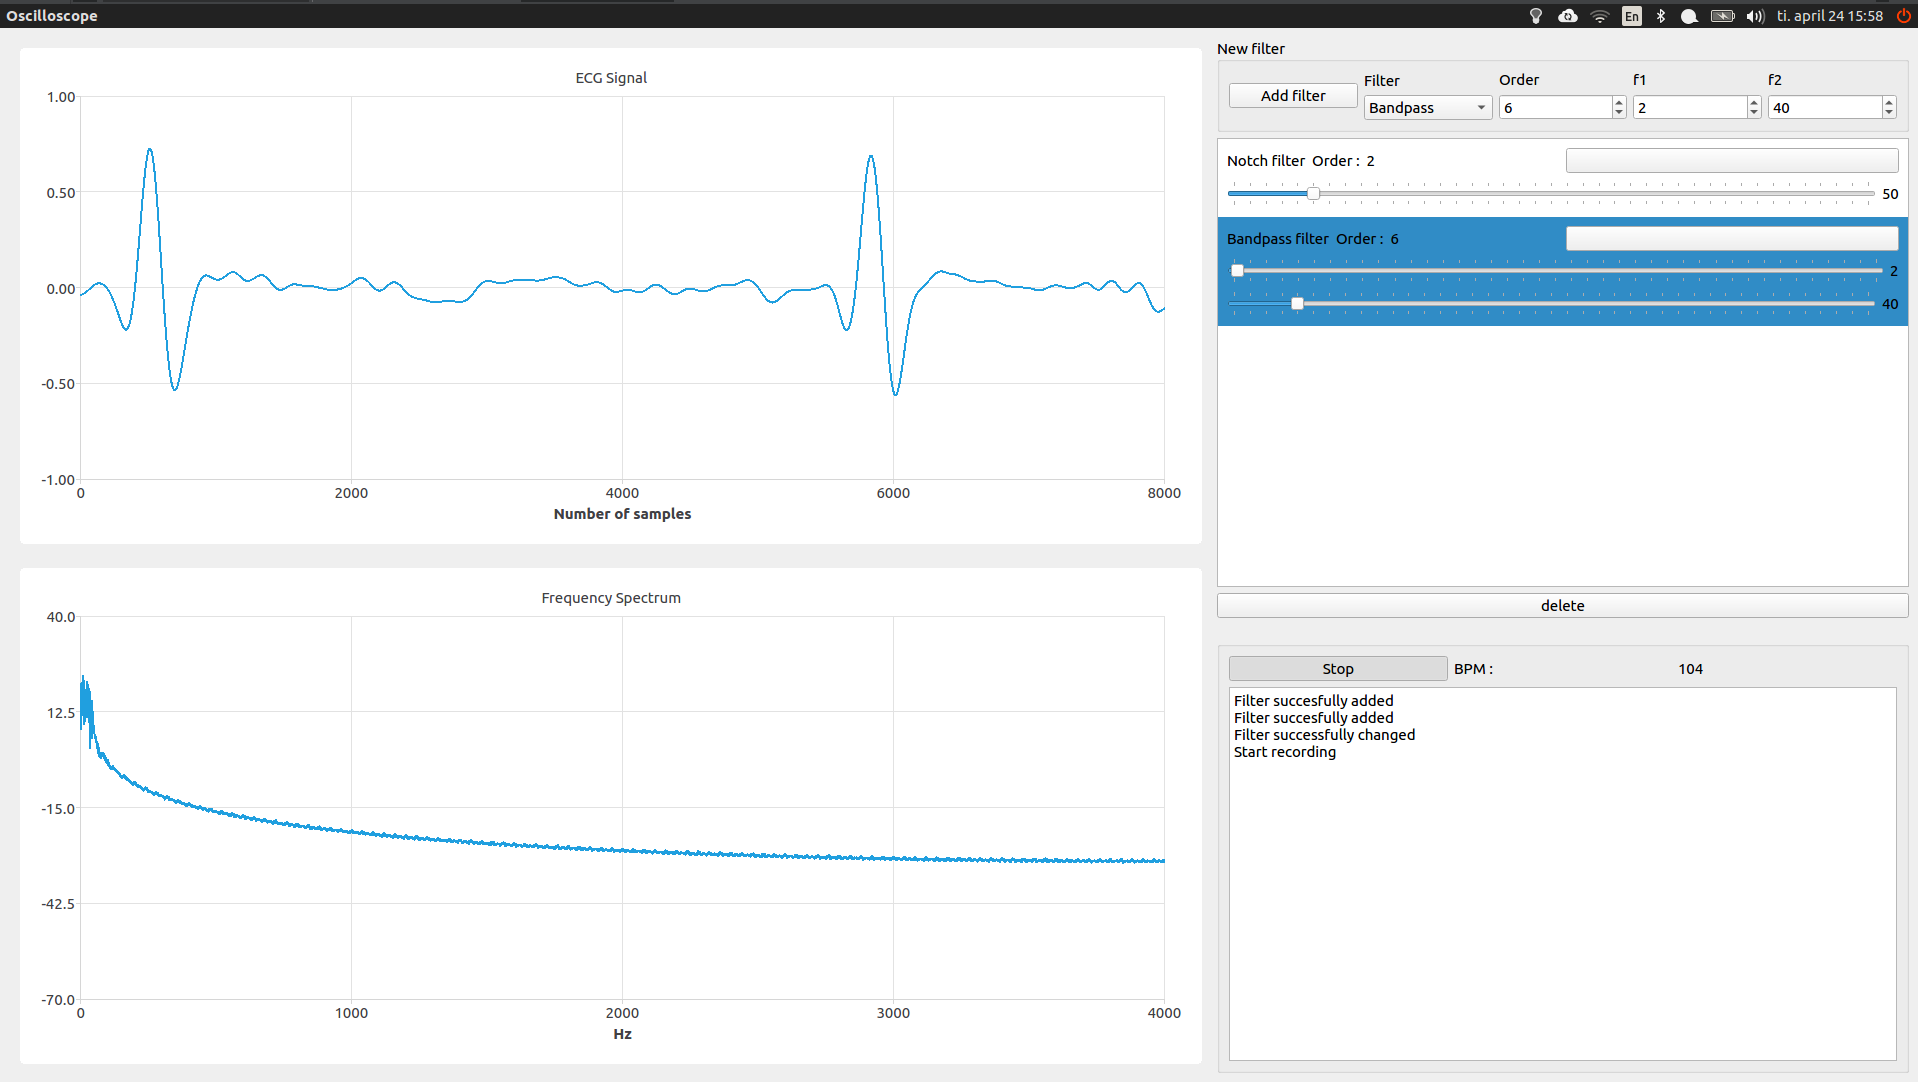 Oscilloscope
En
ti. april 24 15:58
ECG Signal
1.00
0.50
0.00
-0.50
-1.00
0
2000
4000
6000
8000
Number of samples
Frequency Spectrum
40.0
12.5
-15.0
-42.5
-70.0
0
1000
2000
3000
4000
Hz
New filter
Add filter
Filter
Order
f1
f2
Bandpass
6
2
40
Notch filter Order : 2
50
Bandpass filter Order : 6
2
40
delete
Stop
BPM :
104
Filter succesfully added
Filter succesfully added
Filter successfully changed
Start recording